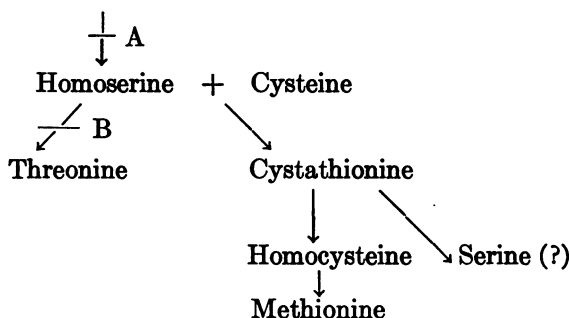 A
Homoserine + Cysteine
B
Threonine Cystathionine
Homocysteine Serine (?)
Methionine